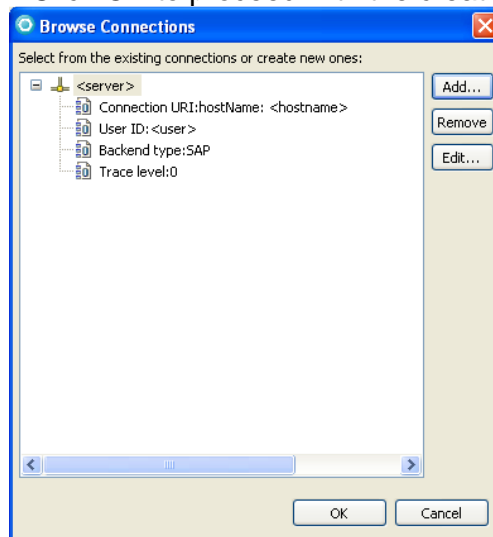 Browse Connections
Select from the existing connections or create new ones:
<server>
Connection URI:hostName: <hostname>
User ID:<user>
Backend type:SAP
Trace level:0
Add...
Remove
Edit...
OK
Cancel